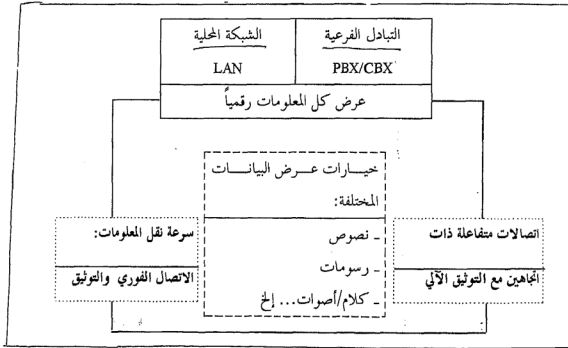 التبادل الفرعية
PBX/CBX
الشبكة المحلية
LAN
عرض كل المعلومات رقمياً
خيارات عرض البيانات
المختلفة:
- نصوص
- رسومات
- كلام/أصوات... إلخ
اتصالات متفاعلة ذات
اتجاهين مع التوثيق الآلي
سرعة نقل المعلومات:
الاتصال الفوري والتوثيق